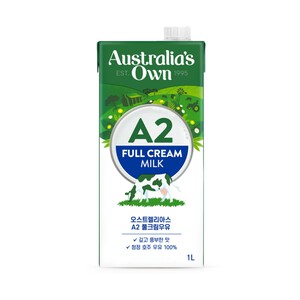 Australia's
EST. Own 1995
A2
FULL CREAM
MILK
오스트렐리아스
A2 풀크림우유
✓ 깊고 풍부한 맛
✓ 청정 호주 우유 100%
1L